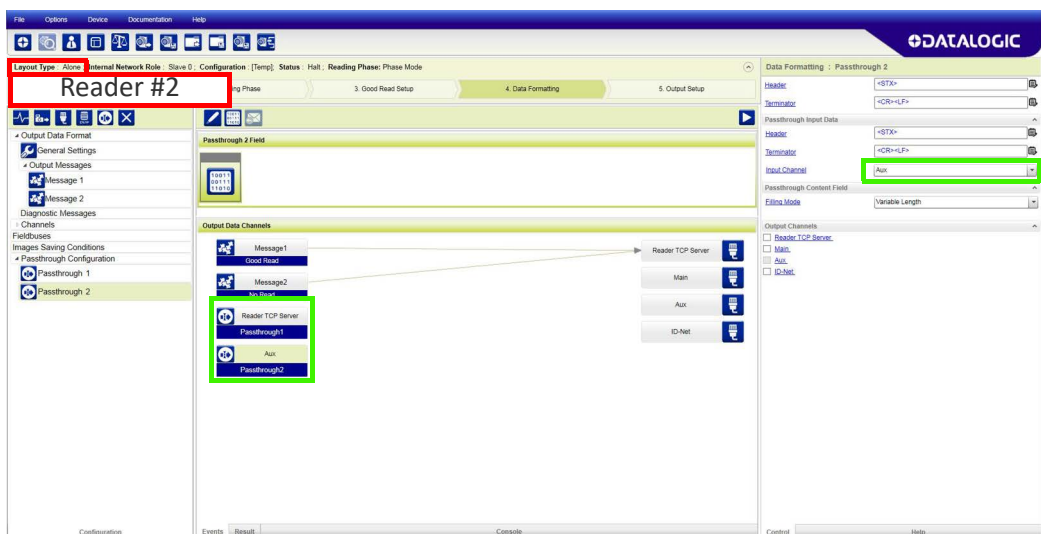 File Options Device Documentation Help
DATALOGIC
Layout Type : Alone Internal Network Role : Slave 0 ; Configuration : [Temp]; Status : Halt ; Reading Phase: Phase Mode
Reader #2
ng Phase
3. Good Read Setup
4. Data Formatting
5. Output Setup
Output Data Format
General Settings
Output Messages
Message 1
Message 2
Diagnostic Messages
Channels
Fieldbuses
Images Saving Conditions
Passthrough Configuration
Passthrough 1
Passthrough 2
Configuration
Passthrough 2 Field
10011
00111
11010
Output Data Channels
Message1
Good Read
Message2
No Read
Reader TCP Server
Passthrough1
Aux
Passthrough2
Reader TCP Server
Main
Aux
ID-Net
Events Result Console
Data Formatting : Passthrough 2
Header <STX>
Terminator <CR><LF>
Passthrough Input Data
Header <STX>
Terminator <CR><LF>
Input Channel Aux
Passthrough Content Field
Filling Mode Variable Length
Output Channels
Reader TCP Server
Main
Aux
ID-Net
Control Help